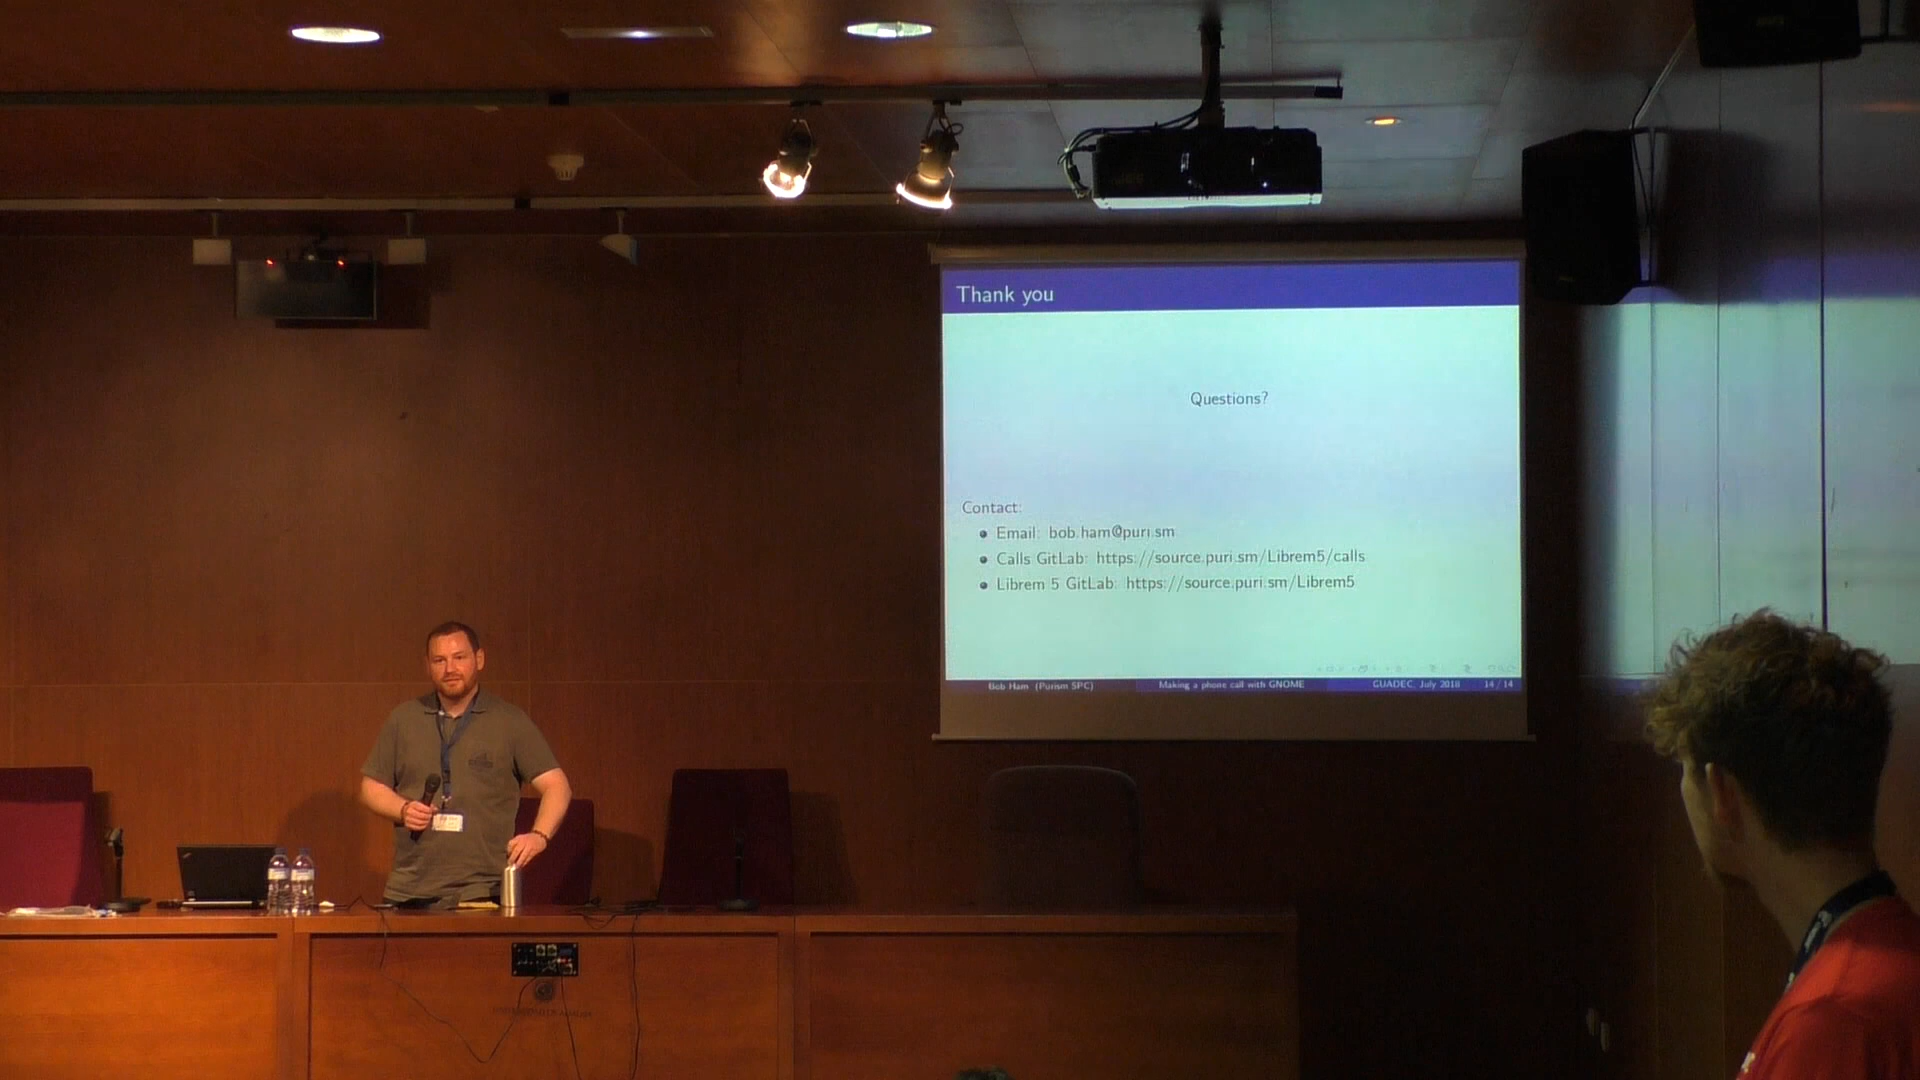 Thank you
Questions?
Contact:
Email: bob.ham@puri.sm
Calls GitLab: https://source.puri.sm/Librem5/calls
Librem 5 GitLab: https://source.puri.sm/Librem5
Bob Ham (Purism SPC) Making a phone call with GNOME GUADEC, July 2018 14 / 14